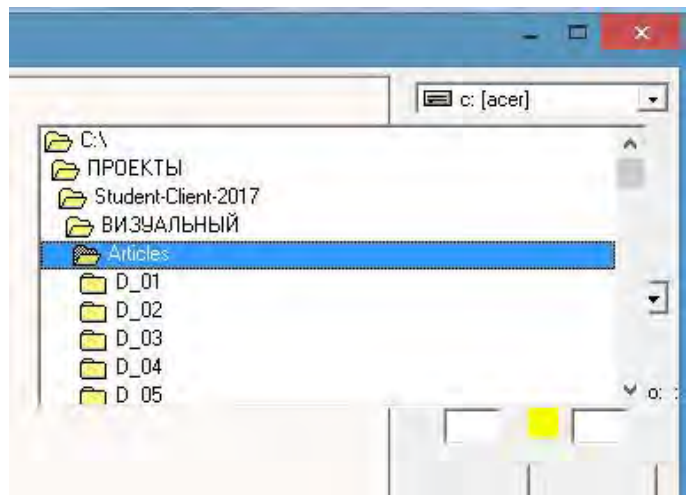 c: [acer]
C:\
ПРОЕКТЫ
Student-Client-2017
ВИЗУАЛЬНЫЙ
Articles
D_01
D_02
D_03
D_04
D_05
о: